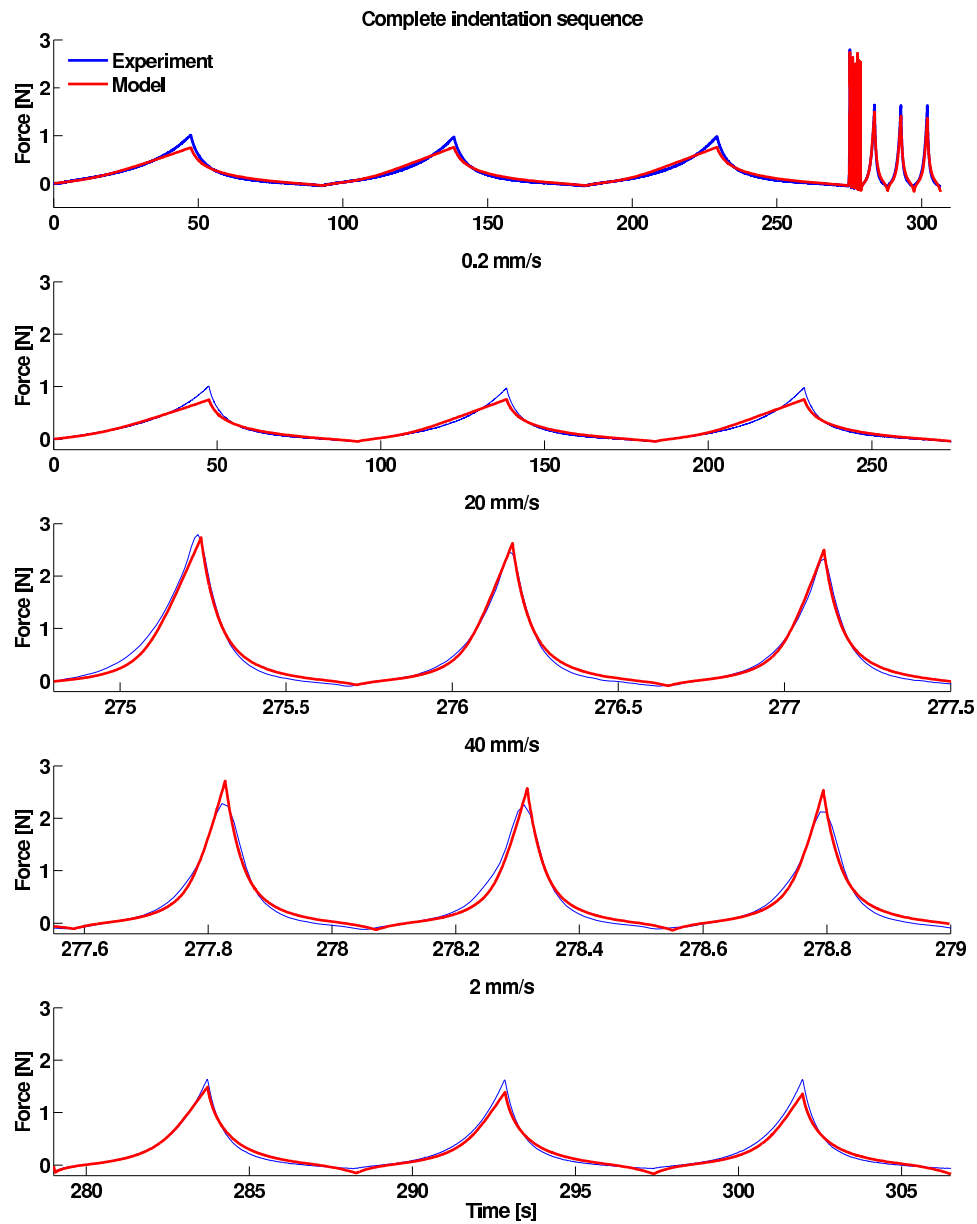 Complete indentation sequence
3
2
1
0
Force [N]
Experiment
Model
0 50 100 150 200 250 300
0.2 mm/s
3
2
1
0
Force [N]
0 50 100 150 200 250
20 mm/s
3
2
1
0
Force [N]
275 275.5 276 276.5 277 277.5
40 mm/s
3
2
1
0
Force [N]
277.6 277.8 278 278.2 278.4 278.6 278.8 279
2 mm/s
3
2
1
0
Force [N]
280 285 290 295 300 305
Time [s]